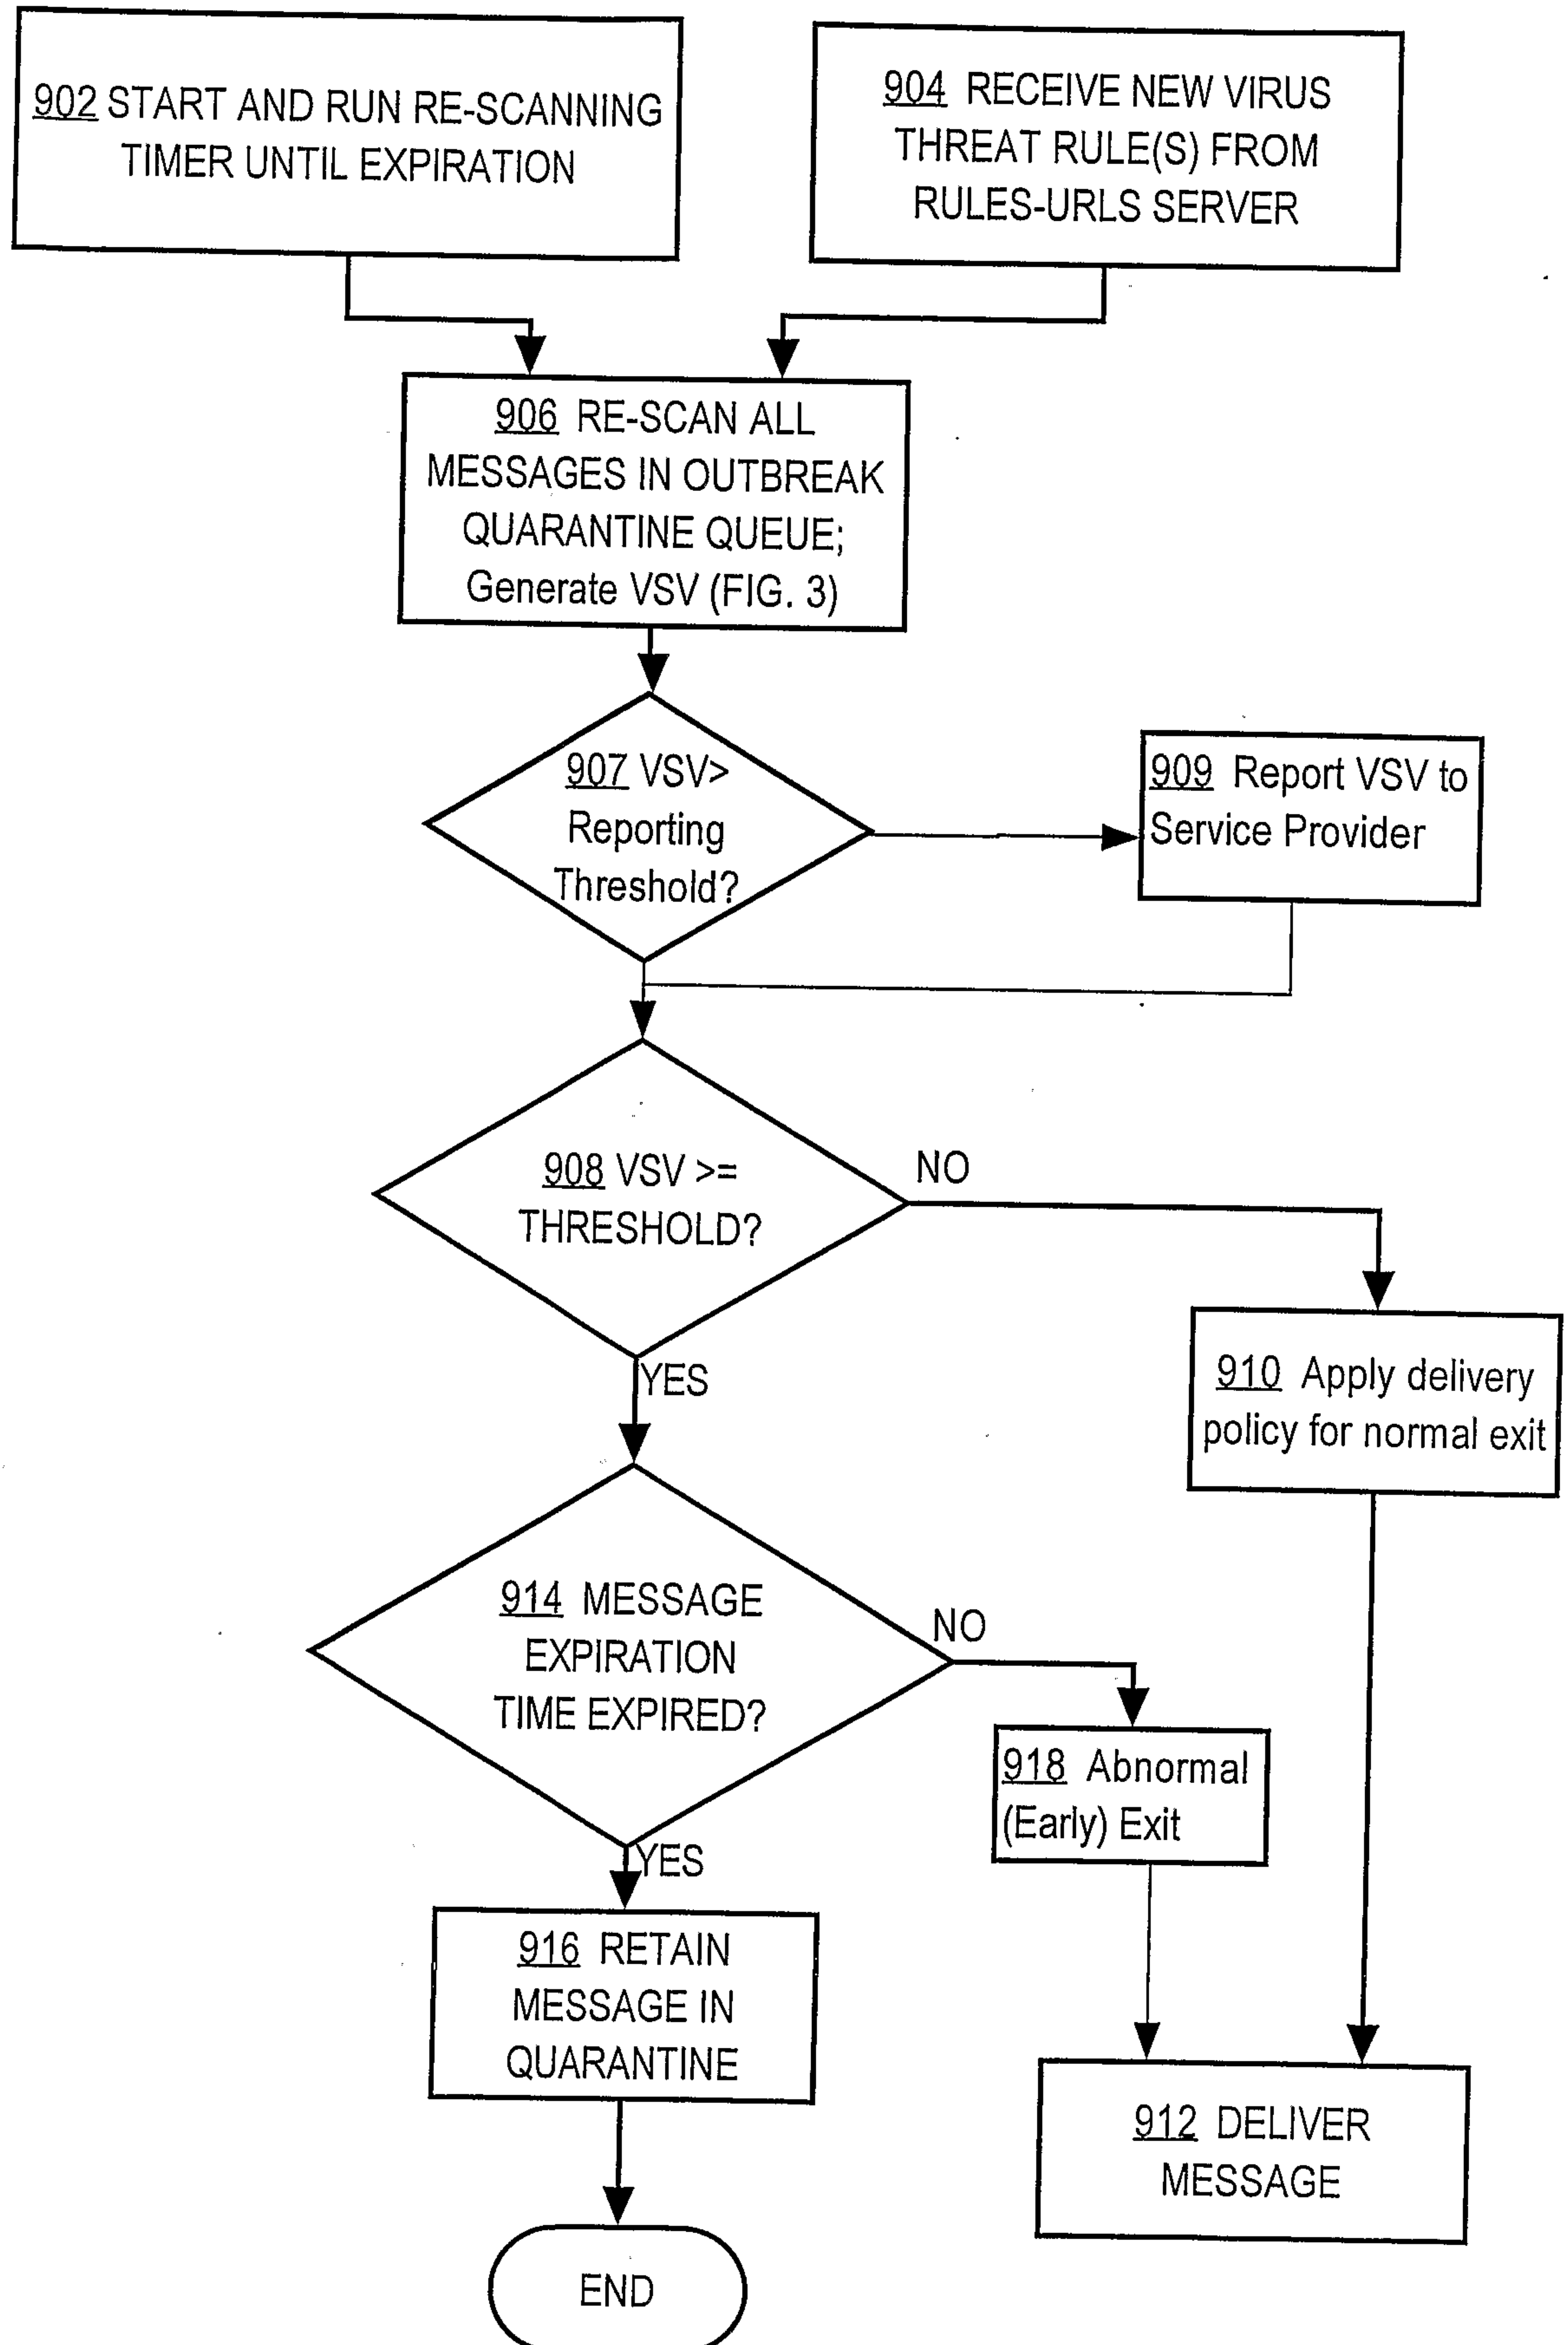 902 START AND RUN RE-SCANNING
TIMER UNTIL EXPIRATION
904 RECEIVE NEW VIRUS
THREAT RULE(S) FROM
RULES-URLS SERVER
906 RE-SCAN ALL
MESSAGES IN OUTBREAK
QUARANTINE QUEUE;
Generate VSV (FIG. 3)
907 VSV>
Reporting
Threshold?
909 Report VSV to
Service Provider
908 VSV >=
THRESHOLD?
NO
YES
910 Apply delivery
policy for normal exit
914 MESSAGE
EXPIRATION
TIME EXPIRED?
NO
YES
918 Abnormal
(Early) Exit
916 RETAIN
MESSAGE IN
QUARANTINE
912 DELIVER
MESSAGE
END